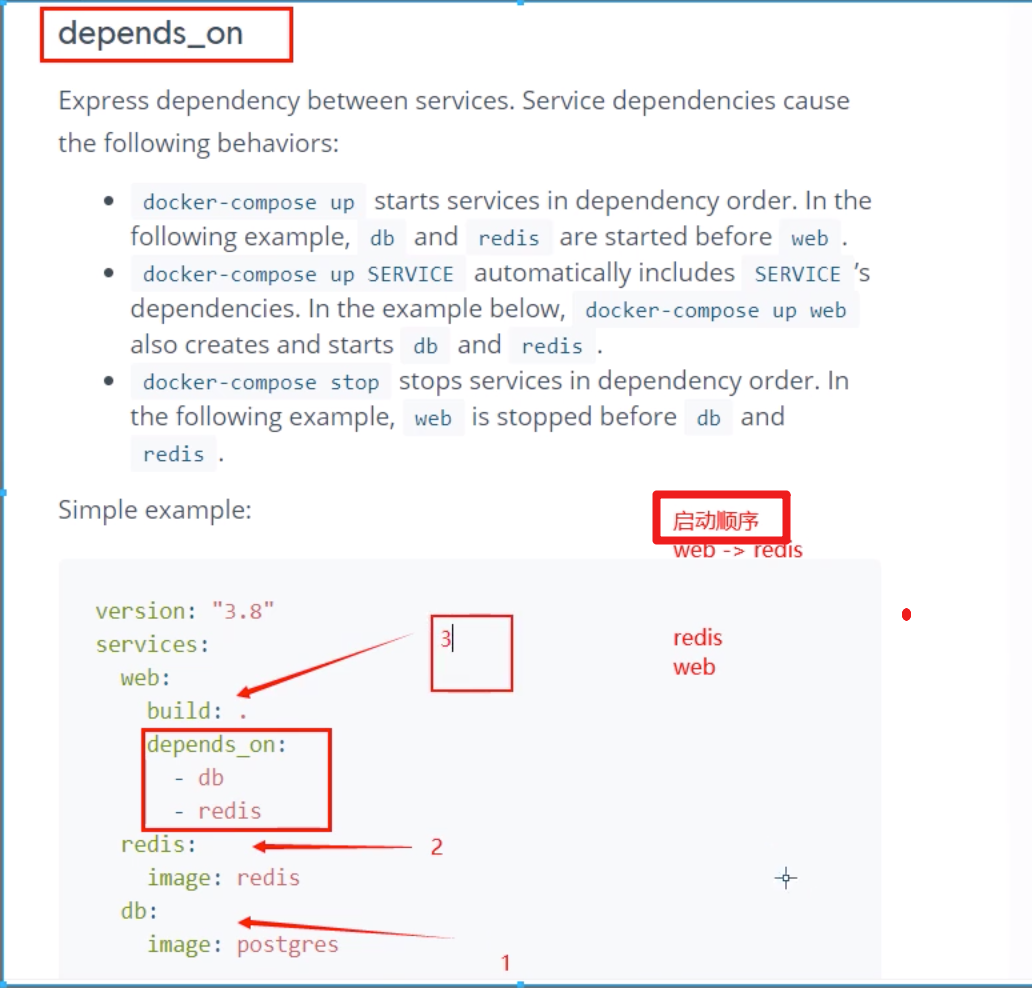 depends_on
Express dependency between services. Service dependencies cause
the following behaviors:
• docker-compose up starts services in dependency order. In the
following example, db and redis are started before web .
• docker-compose up SERVICE automatically includes SERVICE ’s
dependencies. In the example below, docker-compose up web
also creates and starts db and redis .
• docker-compose stop stops services in dependency order. In
the following example, web is stopped before db and
redis .
Simple example:
启动顺序
web -> redis
redis
web
version: "3.8"
services:
web:
build: .
depends_on:
- db
- redis
redis:
image: redis
db:
image: postgres
3
2
1